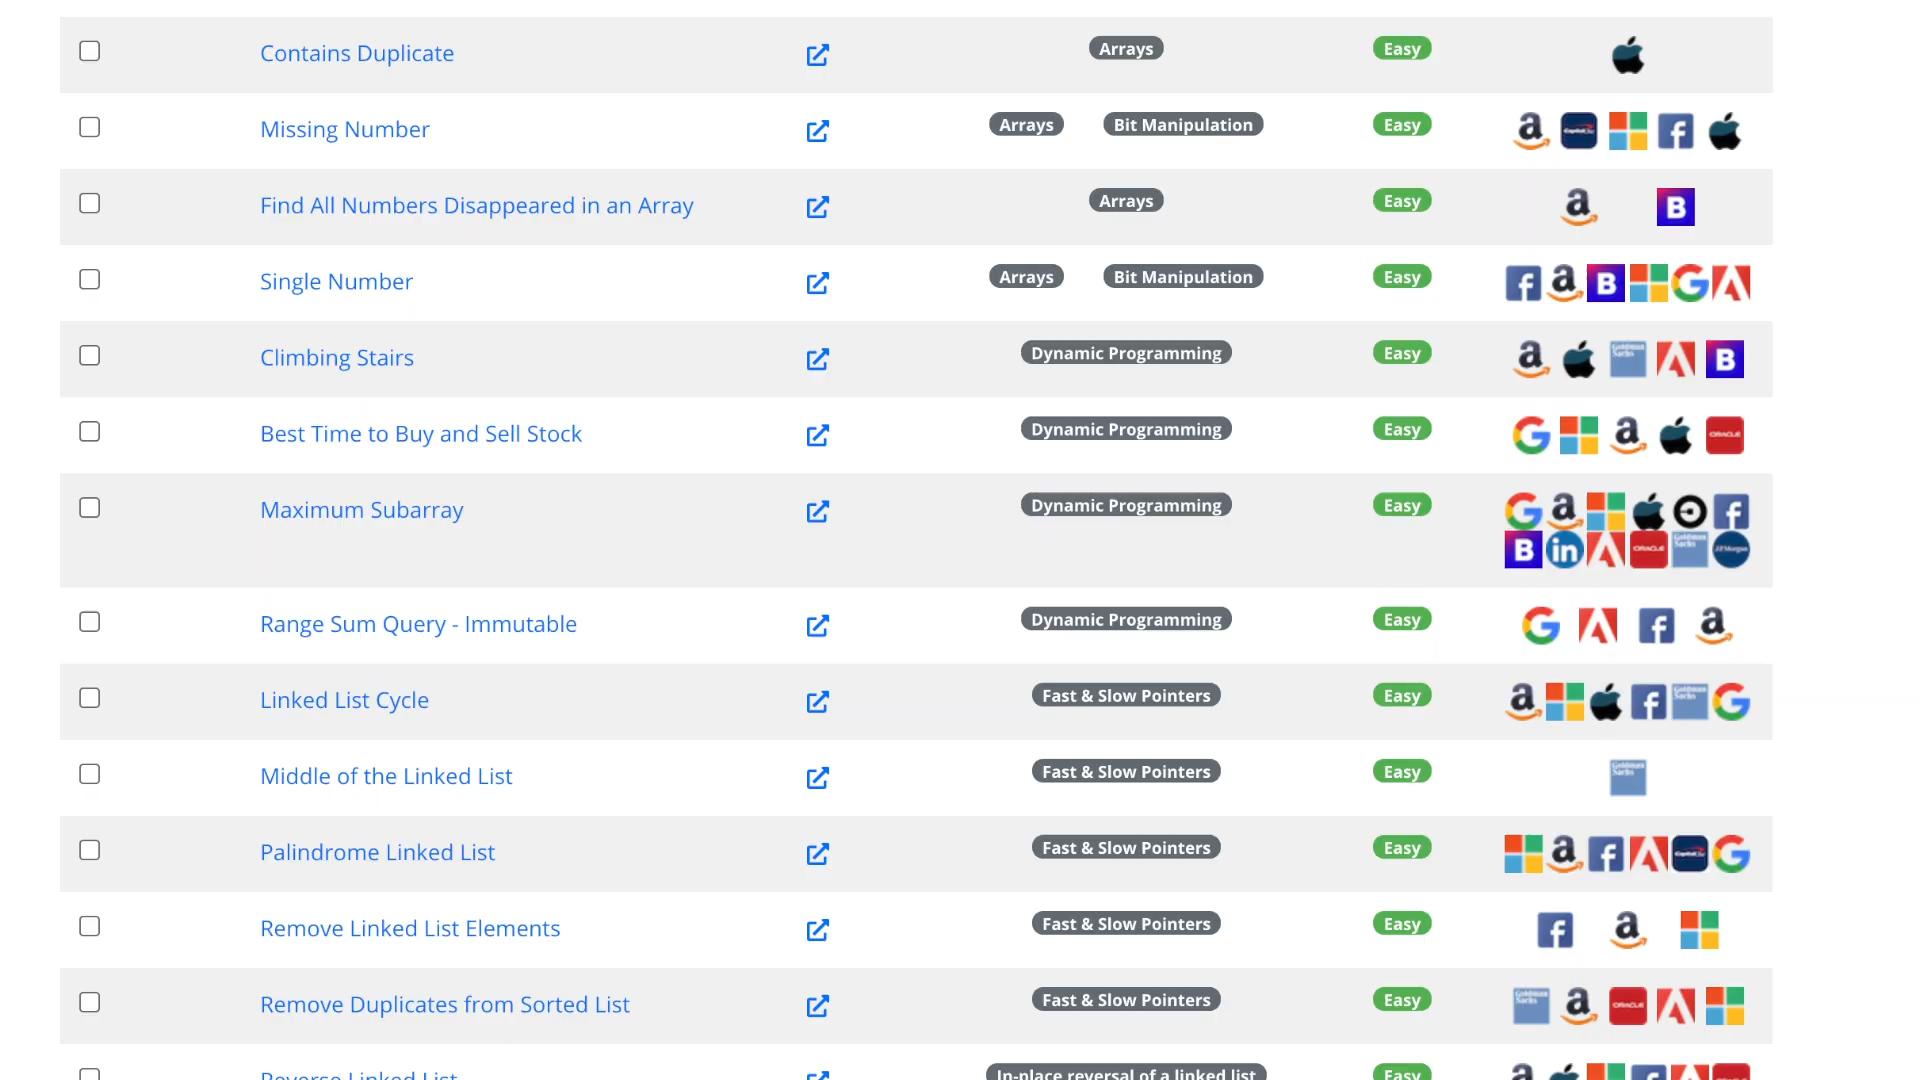 Contains Duplicate Arrays Easy
Missing Number Arrays Bit Manipulation Easy
Find All Numbers Disappeared in an Array Arrays Easy
Single Number Arrays Bit Manipulation Easy
Climbing Stairs Dynamic Programming Easy
Best Time to Buy and Sell Stock Dynamic Programming Easy
Maximum Subarray Dynamic Programming Easy
Range Sum Query - Immutable Dynamic Programming Easy
Linked List Cycle Fast & Slow Pointers Easy
Middle of the Linked List Fast & Slow Pointers Easy
Palindrome Linked List Fast & Slow Pointers Easy
Remove Linked List Elements Fast & Slow Pointers Easy
Remove Duplicates from Sorted List Fast & Slow Pointers Easy
Reverse Linked List In-place reversal of a linked list Easy